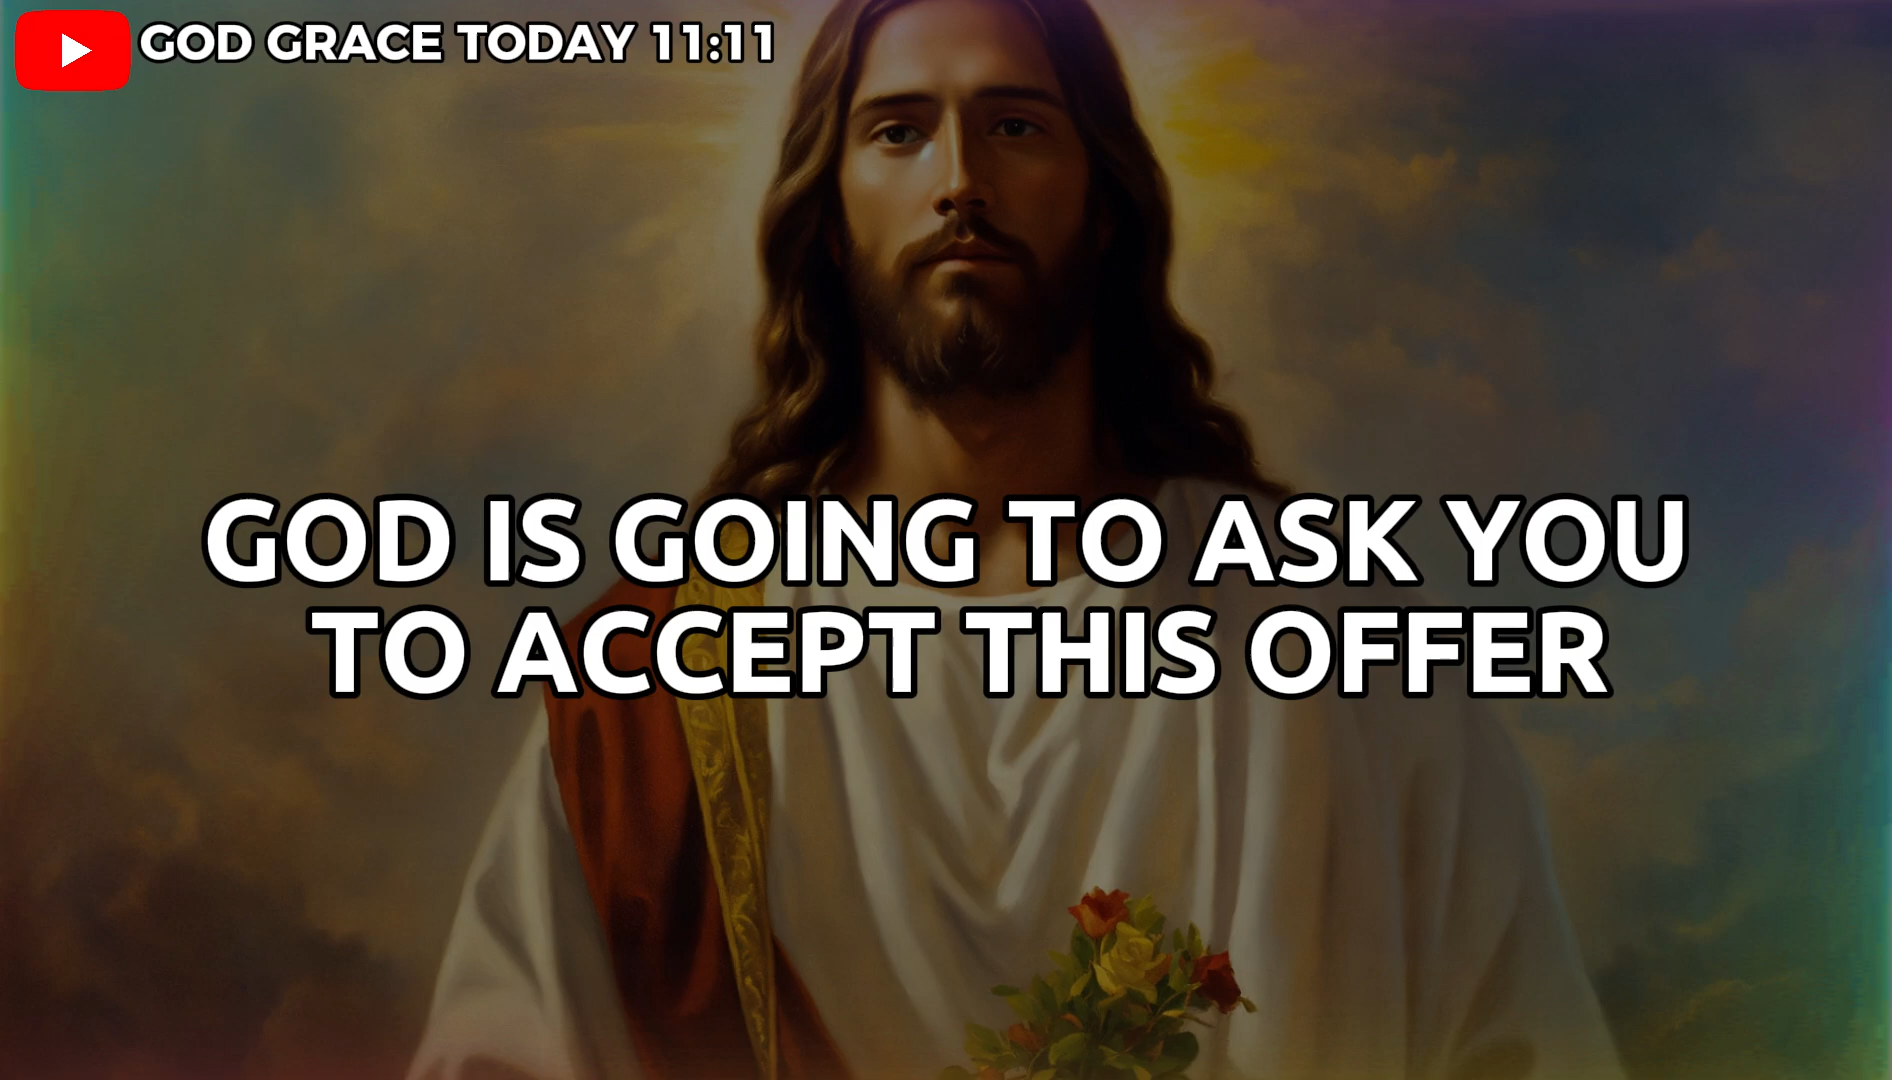 GOD GRACE TODAY 11:11
GOD IS GOING TO ASK YOU
TO ACCEPT THIS OFFER